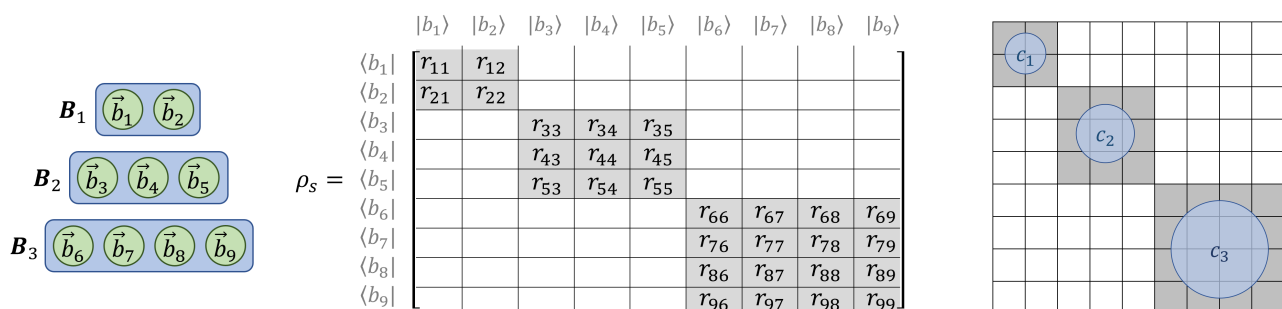 B₁ b⃗₁ b⃗₂
B₂ b⃗₃ b⃗₄ b⃗₅
B₃ b⃗₆ b⃗₇ b⃗₈ b⃗₉
ρₛ =
|b₁⟩ |b₂⟩ |b₃⟩ |b₄⟩ |b₅⟩ |b₆⟩ |b₇⟩ |b₈⟩ |b₉⟩
⟨b₁| r₁₁ r₁₂
⟨b₂| r₂₁ r₂₂
⟨b₃| r₃₃ r₃₄ r₃₅
⟨b₄| r₄₃ r₄₄ r₄₅
⟨b₅| r₅₃ r₅₄ r₅₅
⟨b₆| r₆₆ r₆₇ r₆₈ r₆₉
⟨b₇| r₇₆ r₇₇ r₇₈ r₇₉
⟨b₈| r₈₆ r₈₇ r₈₈ r₈₉
⟨b₉| r₉₆ r₉₇ r₉₈ r₉₉
c₁
c₂
c₃